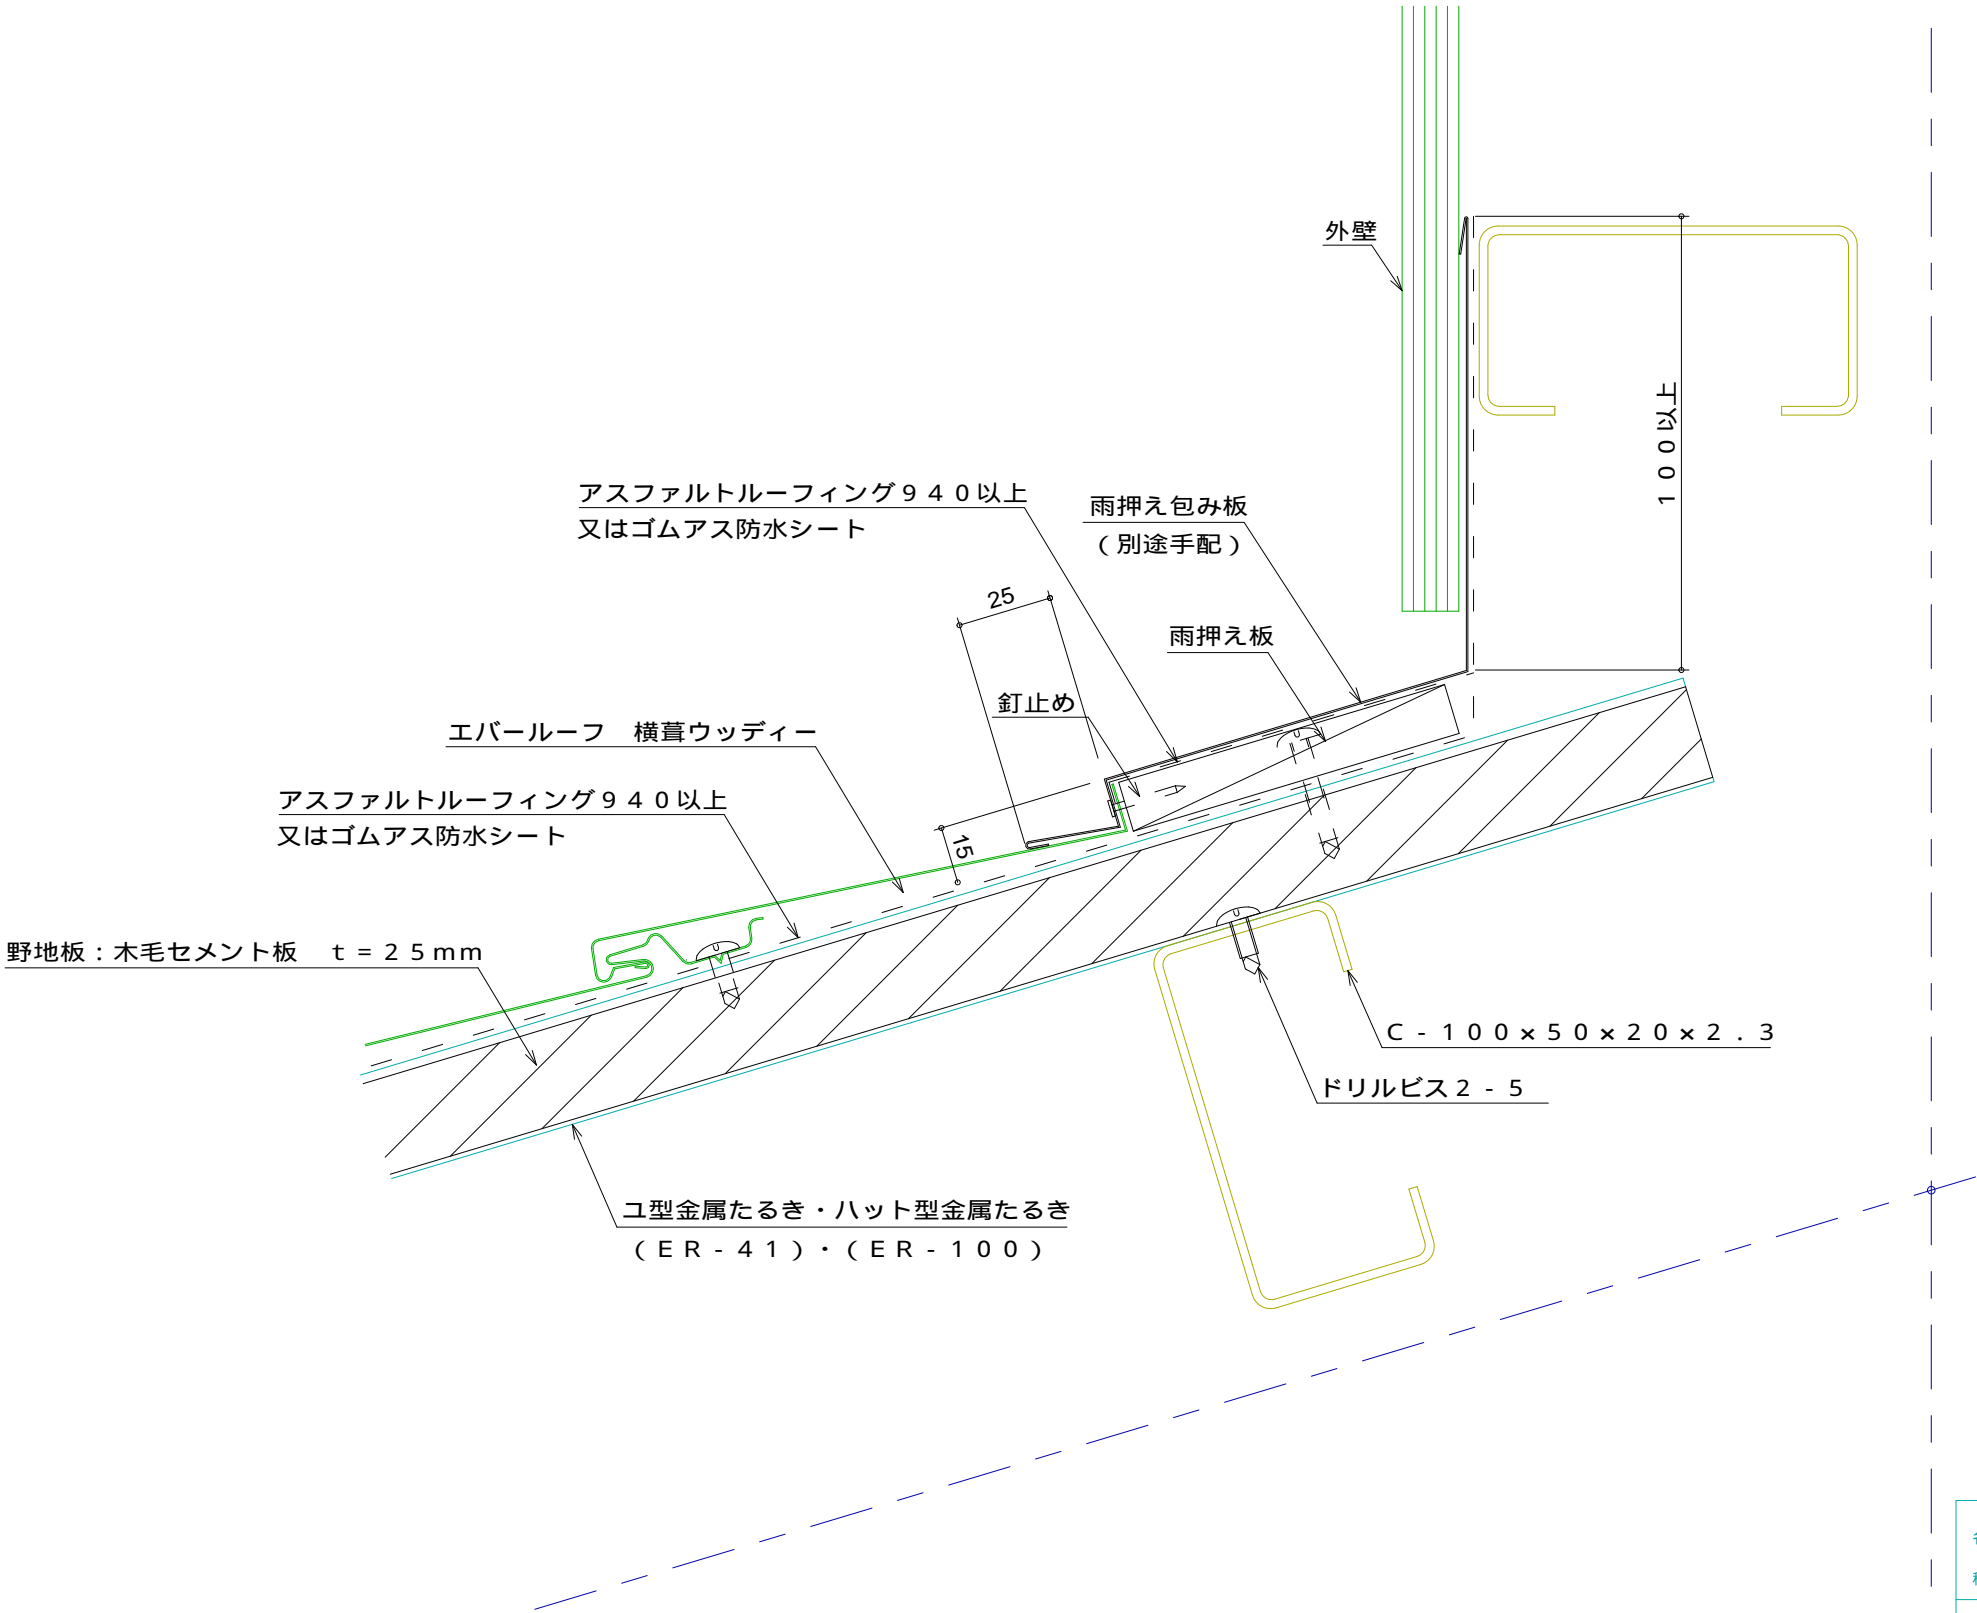 外壁
100以上
アスファルトルーフィング940以上
又はゴムアス防水シート
雨押え包み板
(別途手配)
25
雨押え板
釘止め
エバールーフ 横葺ウッディー
アスファルトルーフィング940以上
又はゴムアス防水シート
15
野地板:木毛セメント板 t=25mm
C-100×50×20×2.3
ドリルビス2-5
ユ型金属たるき・ハット型金属たるき
(ER-41)・(ER-100)